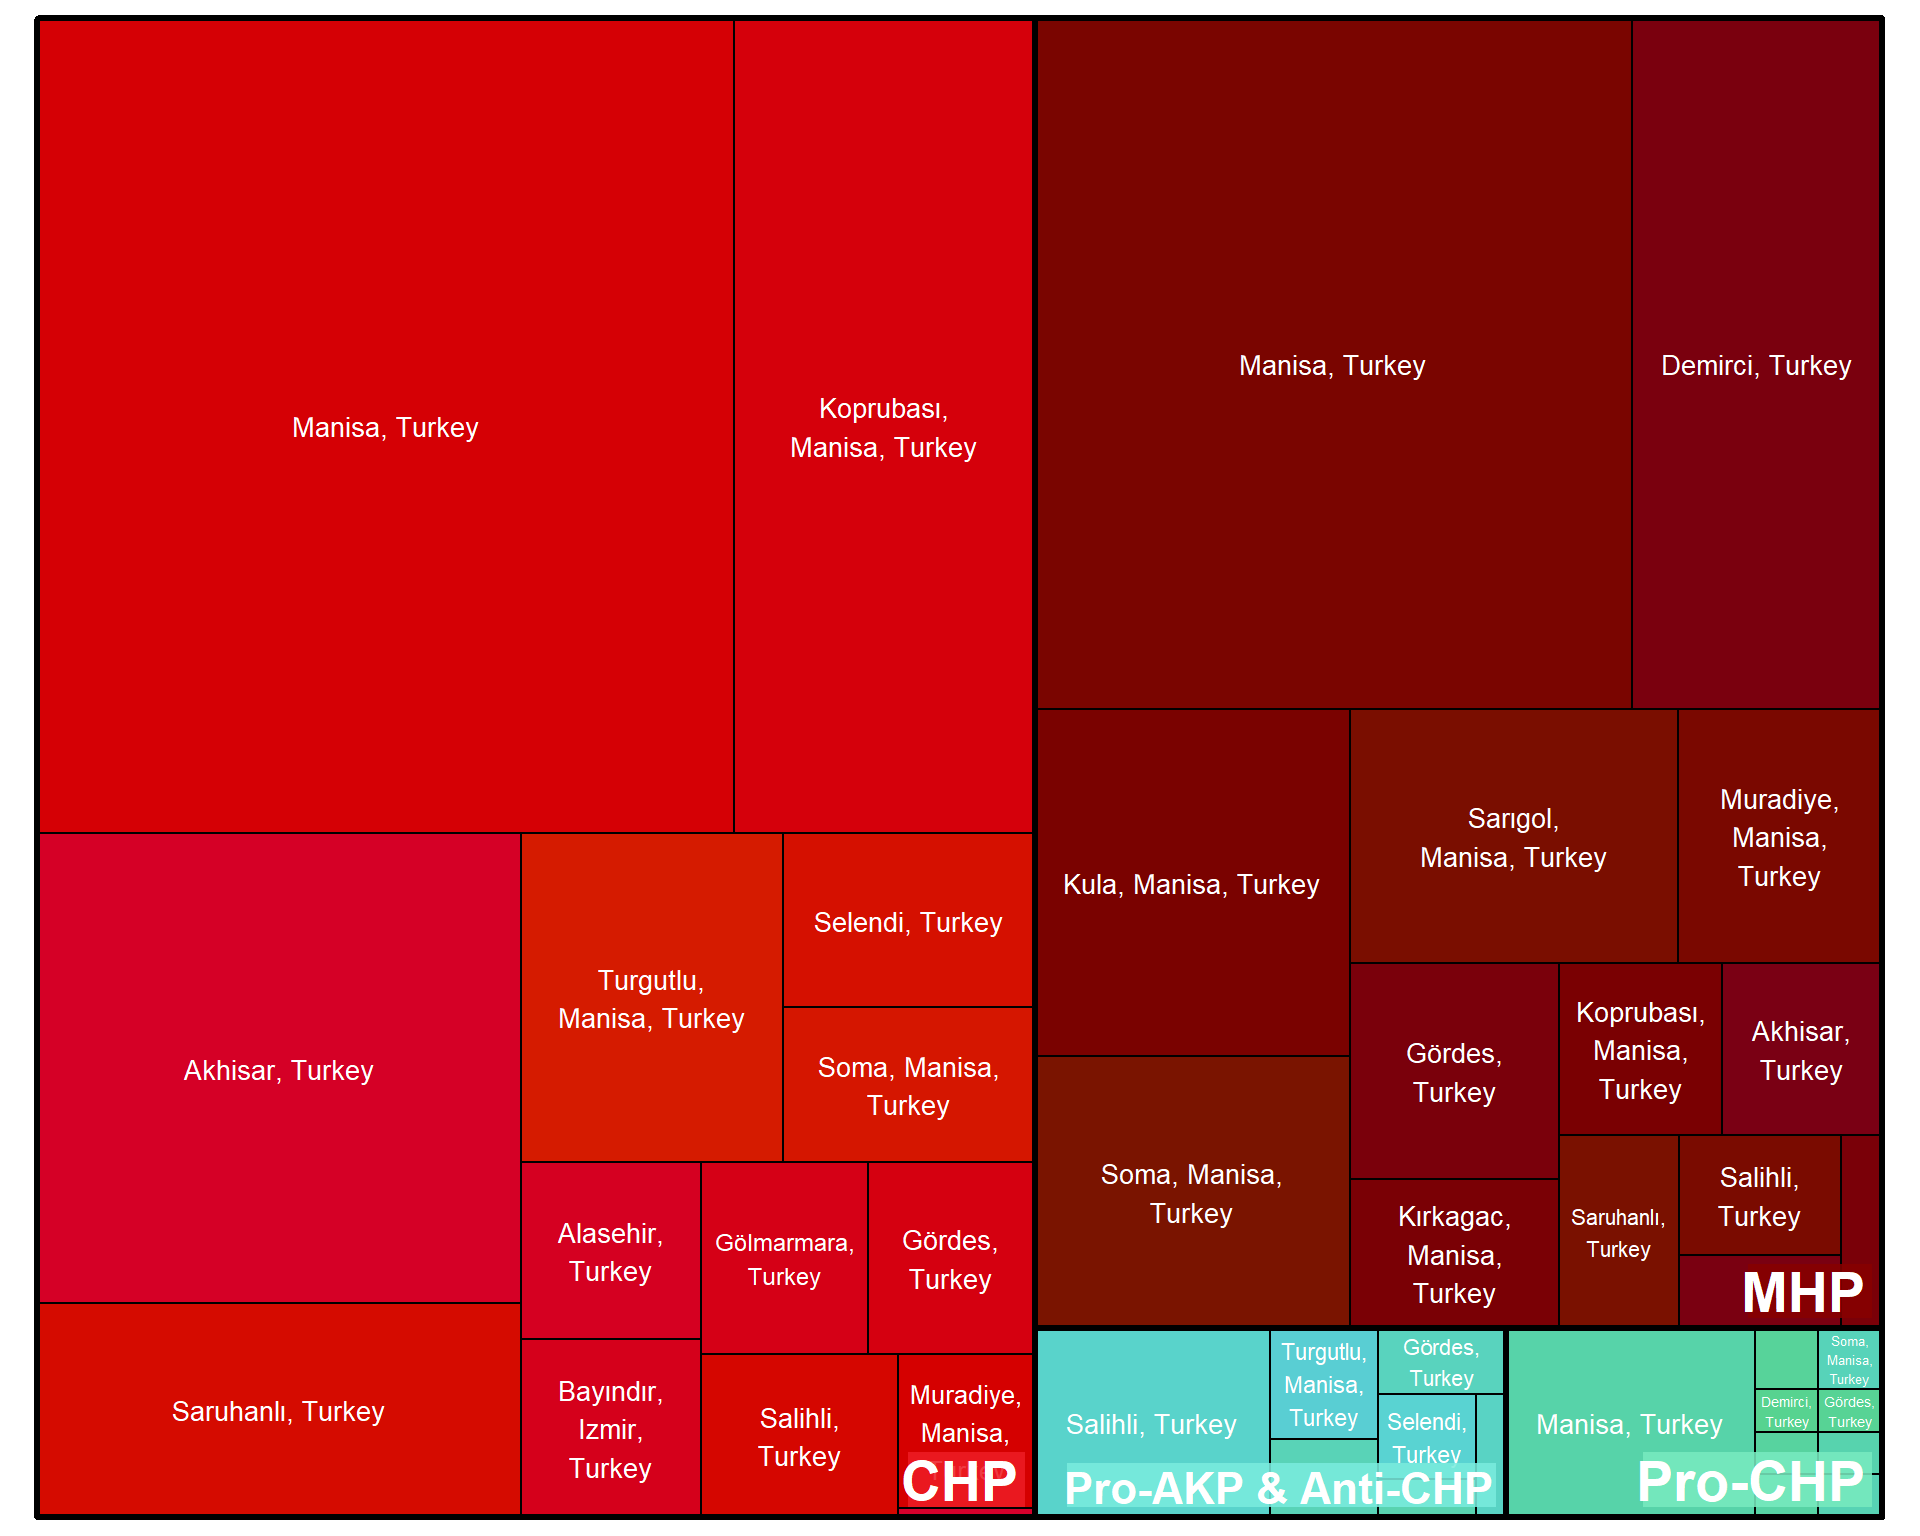 Manisa, Turkey
Koprubası,
Manisa, Turkey
Akhisar, Turkey
Saruhanlı, Turkey
Turgutlu,
Manisa, Turkey
Selendi, Turkey
Soma, Manisa,
Turkey
Alasehir,
Turkey
Gölmarmara,
Turkey
Gördes,
Turkey
Bayındır,
Izmir,
Turkey
Salihli,
Turkey
Muradiye,
Manisa,
CHP
Manisa, Turkey
Demirci, Turkey
Kula, Manisa, Turkey
Sarıgol,
Manisa, Turkey
Muradiye,
Manisa,
Turkey
Soma, Manisa,
Turkey
Gördes,
Turkey
Koprubası,
Manisa,
Turkey
Akhisar,
Turkey
Kırkagac,
Manisa,
Turkey
Saruhanlı,
Turkey
Salihli,
Turkey
MHP
Salihli, Turkey
Turgutlu,
Manisa,
Turkey
Gördes,
Turkey
Selendi,
Turkey
Pro-AKP & Anti-CHP
Manisa, Turkey
Soma,
Manisa,
Turkey
Demirci,
Turkey
Gördes,
Turkey
Pro-CHP